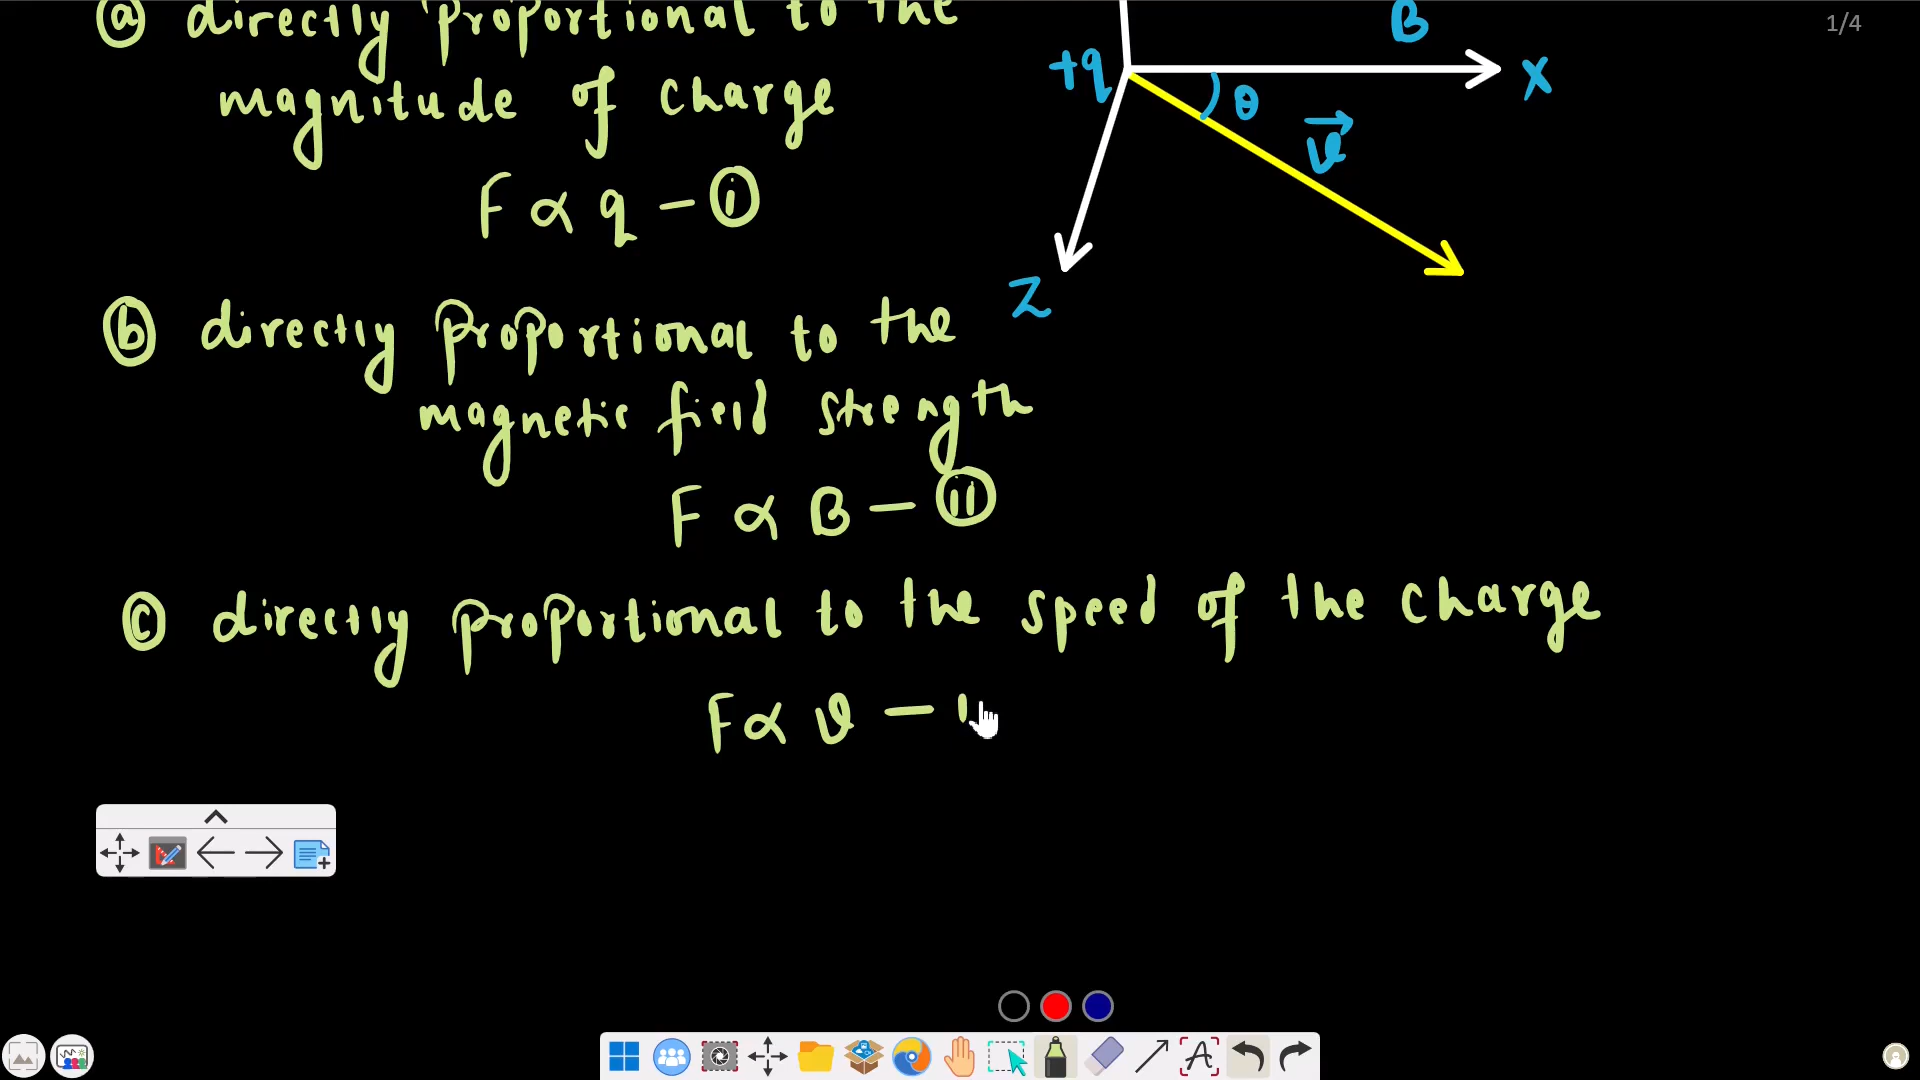 ⓐ directly proportional to the
magnitude of charge
F ∝ q - ⓘ
ⓑ directly proportional to the
magnetic field strength
F ∝ B - (ii)
ⓒ directly proportional to the speed of the charge
F ∝ v -
B
+q
X
θ
v⃗
Z
1/4